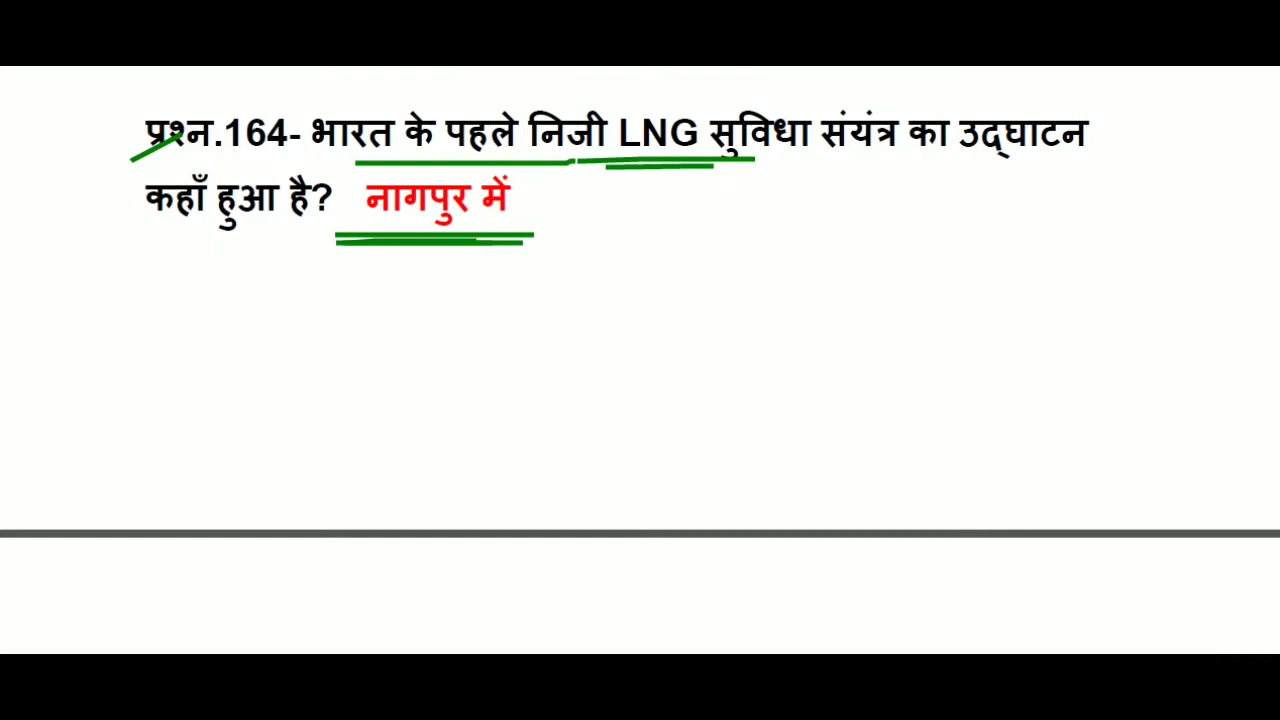 प्रश्न.164- भारत के पहले निजी LNG सुविधा संयंत्र का उद्घाटन
कहाँ हुआ है? नागपुर में